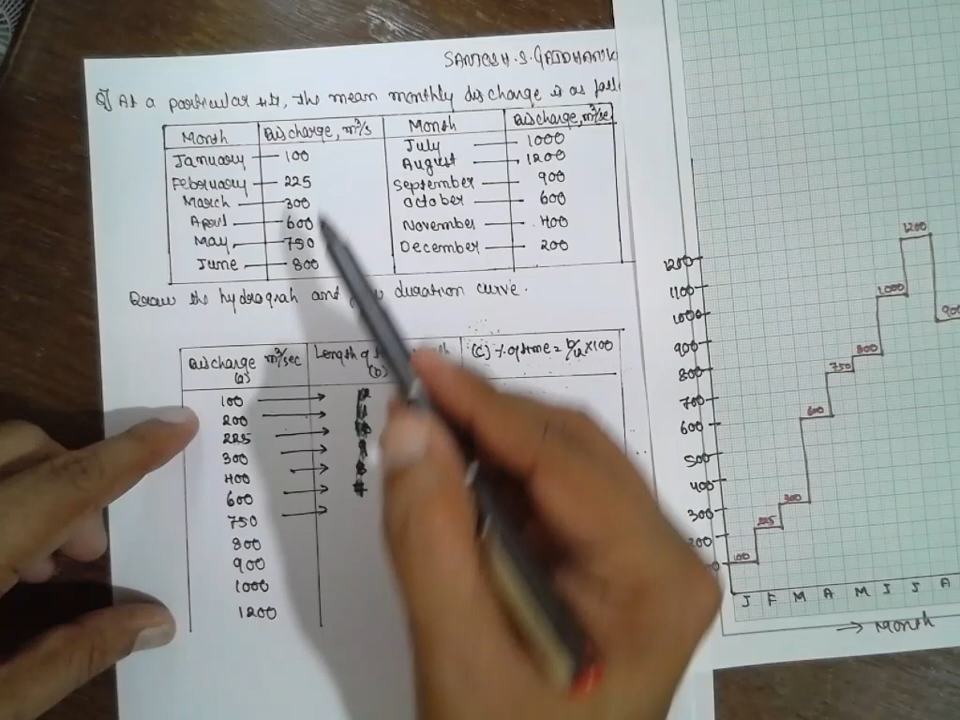 SANTOSH.S.GAIDHANK
Q] At a particular site, the mean monthly discharge is as foll
Month Discharge, m³/s Month Discharge, m³/sec
January 100 July 1000
February 225 August 1200
March 300 September 900
April 600 October 600
May 750 November 400
June 800 December 200
Draw the hydrograh and duration curve.
Discharge m³/sec (a) Length of (b) (c) % of time = b/a x100
100
200
225
300
400
600
750
800
900
1000
1200
1200
1100
1000
900
800
700
600
500
400
300
200
100
225
300
600
750
800
1000
1200
900
J F M A M J J A
→ Month